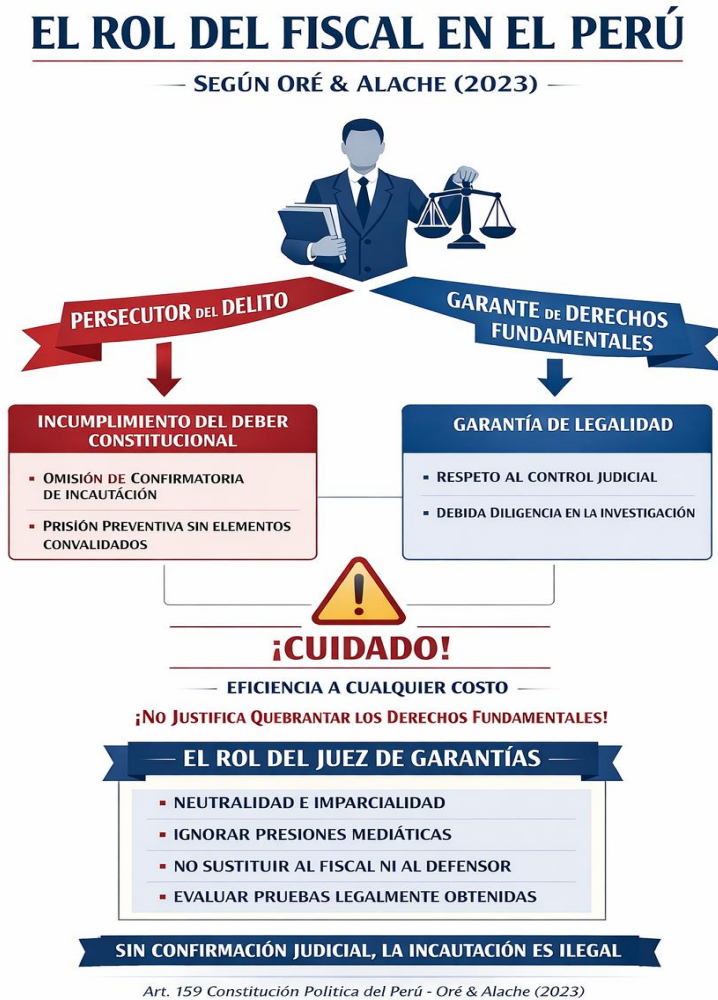 EL ROL DEL FISCAL EN EL PERÚ
SEGÚN ORÉ & ALACHE (2023)
PERSECUTOR DEL DELITO
GARANTE DE DERECHOS
FUNDAMENTALES
INCUMPLIMIENTO DEL DEBER
CONSTITUCIONAL
▪ OMISIÓN DE CONFIRMATORIA
DE INCAUTÁCIÓN
▪ PRISIÓN PREVENTIVA SIN ELEMENTOS
CONVALIDADOS
GARANTÍA DE LEGALIDAD
▪ RESPETO AL CONTROL JUDICIAL
▪ DEBIDA DILIGENCIA EN LA INVESTIGACIÓN
¡CUIDADO!
EFICIENCIA A CUALQUIER COSTO
¡NO JUSTIFICA QUEBRANTAR LOS DERECHOS FUNDAMENTALES!
EL ROL DEL JUEZ DE GARANTÍAS
▪ NEUTRALIDAD E IMPARCIALIDAD
▪ IGNORAR PRESIONES MEDIÁTICAS
▪ NO SUSTITUIR AL FISCAL NI AL DEFENSOR
▪ EVALUAR PRUEBAS LEGALMENTE OBTENIDAS
SIN CONFIRMACIÓN JUDICIAL, LA INCAUTACIÓN ES ILEGAL
Art. 159 Constitución Politica del Perú - Oré & Alache (2023)